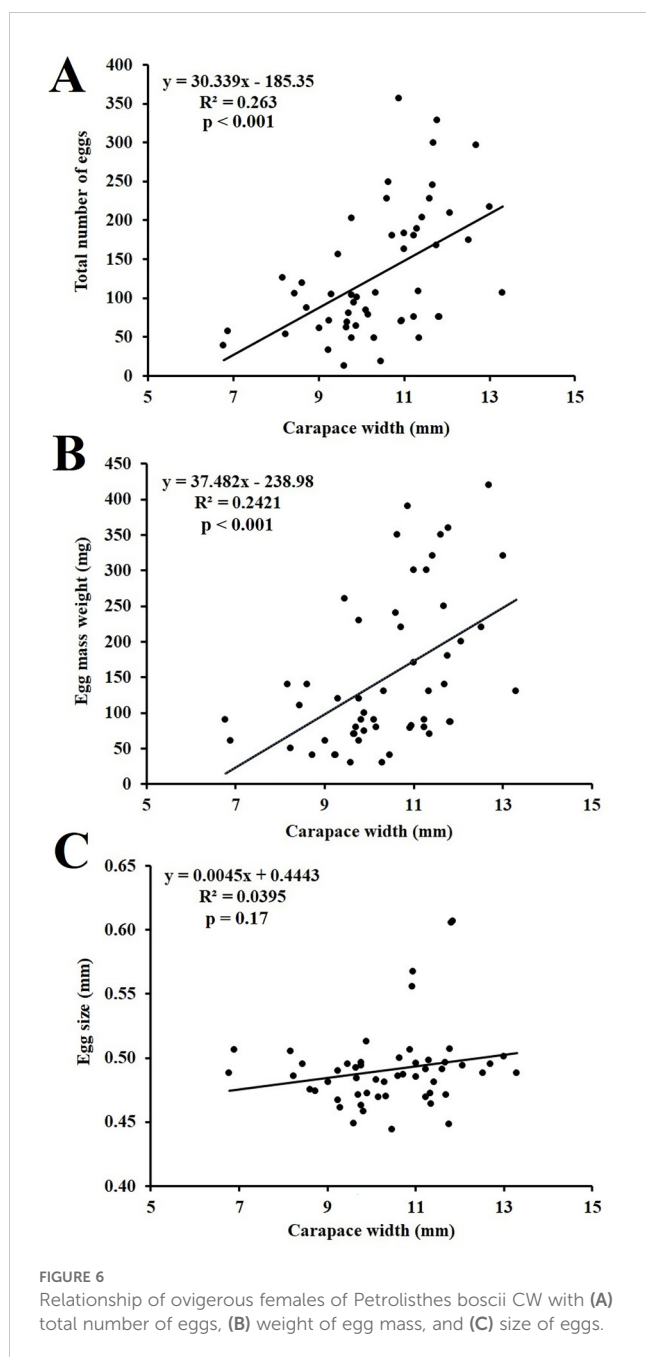 A
y = 30.339x - 185.35
R² = 0.263
p < 0.001
Total number of eggs
400
350
300
250
200
150
100
50
0
5 7 9 11 13 15
Carapace width (mm)
B
y = 37.482x - 238.98
R² = 0.2421
p < 0.001
Egg mass weight (mg)
450
400
350
300
250
200
150
100
50
0
5 7 9 11 13 15
Carapace width (mm)
C
y = 0.0045x + 0.4443
R² = 0.0395
p = 0.17
Egg size (mm)
0.65
0.60
0.55
0.50
0.45
0.40
5 7 9 11 13 15
Carapace width (mm)
FIGURE 6
Relationship of ovigerous females of Petrolisthes boscii CW with (A)
total number of eggs, (B) weight of egg mass, and (C) size of eggs.